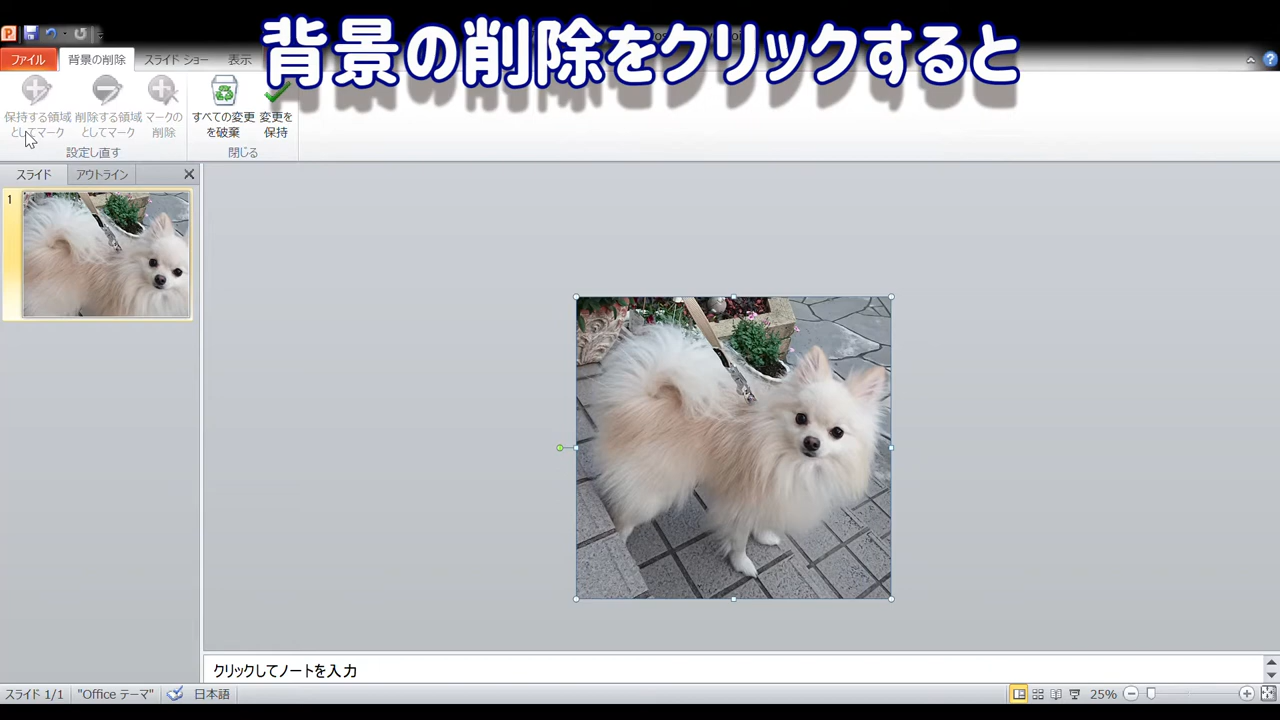 背景の削除をクリックすると
ファイル 背景の削除 スライド ショー 表示
保持する領域としてマーク 削除する領域としてマーク マークの削除 すべての変更を破棄 変更を保持
設定し直す 閉じる
スライド アウトライン
1
クリックしてノートを入力
スライド 1/1 "Office テーマ" 日本語 25%